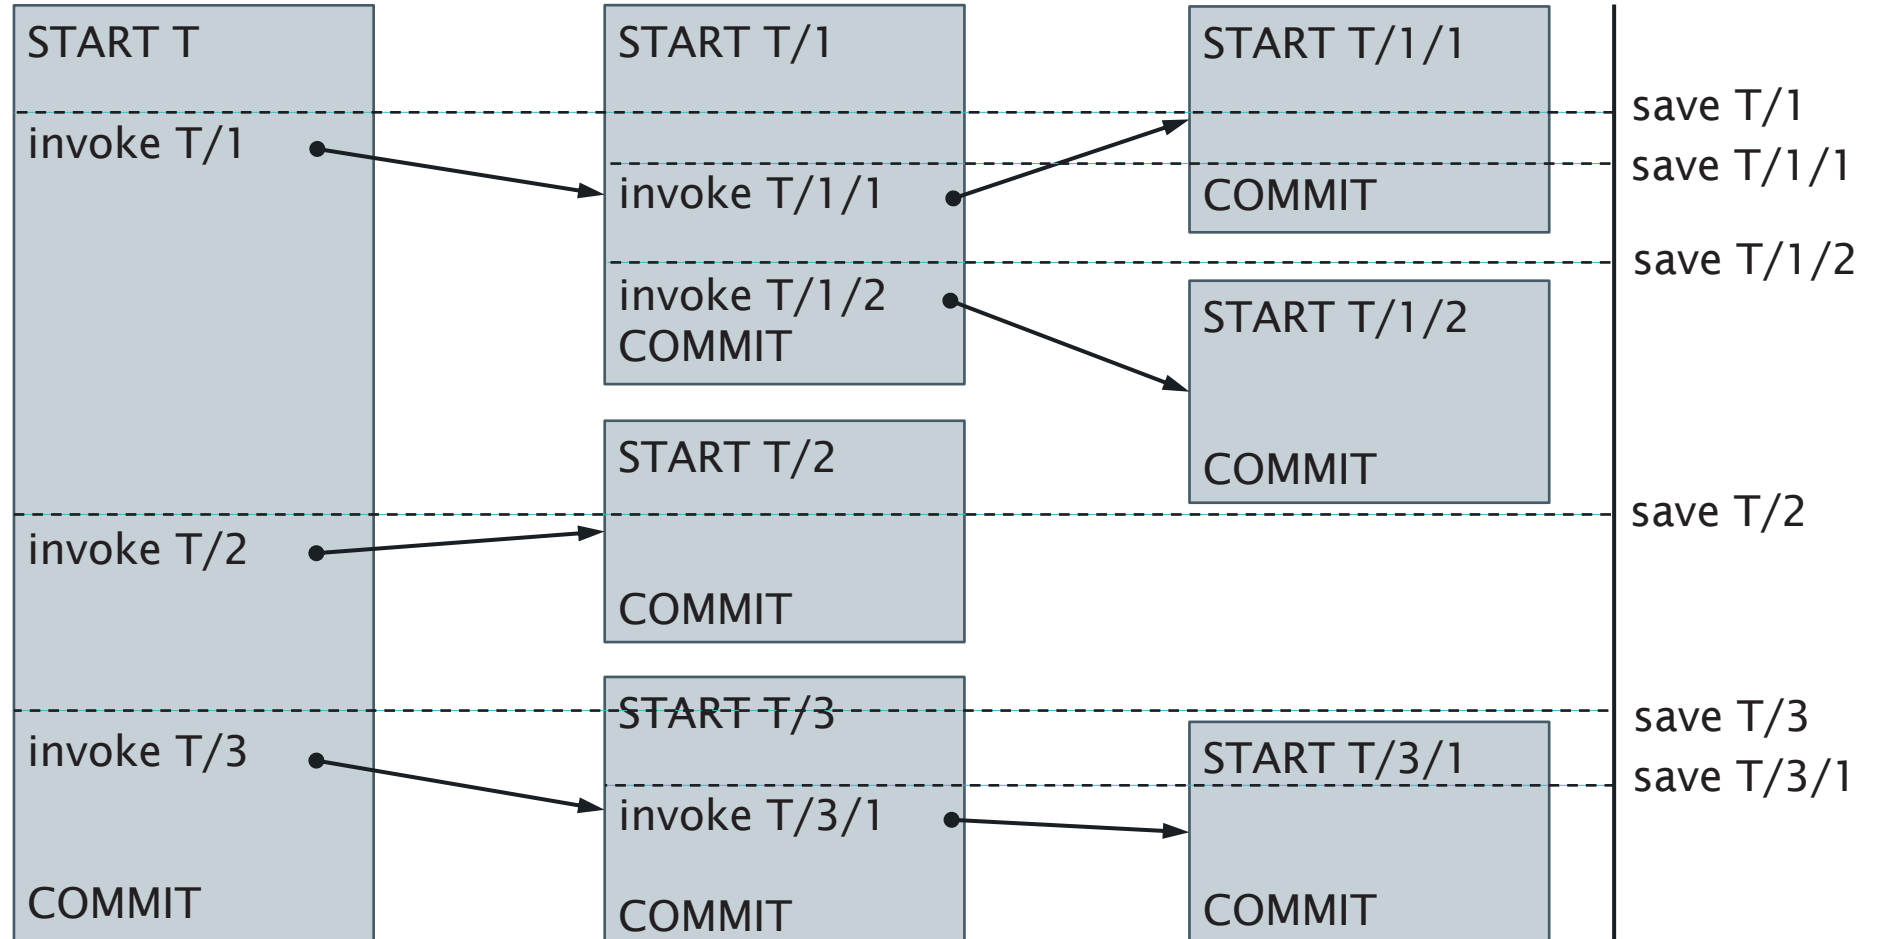 START T
invoke T/1
invoke T/2
invoke T/3
COMMIT
START T/1
invoke T/1/1
invoke T/1/2
COMMIT
START T/2
COMMIT
START T/3
invoke T/3/1
COMMIT
START T/1/1
COMMIT
START T/1/2
COMMIT
START T/3/1
COMMIT
save T/1
save T/1/1
save T/1/2
save T/2
save T/3
save T/3/1